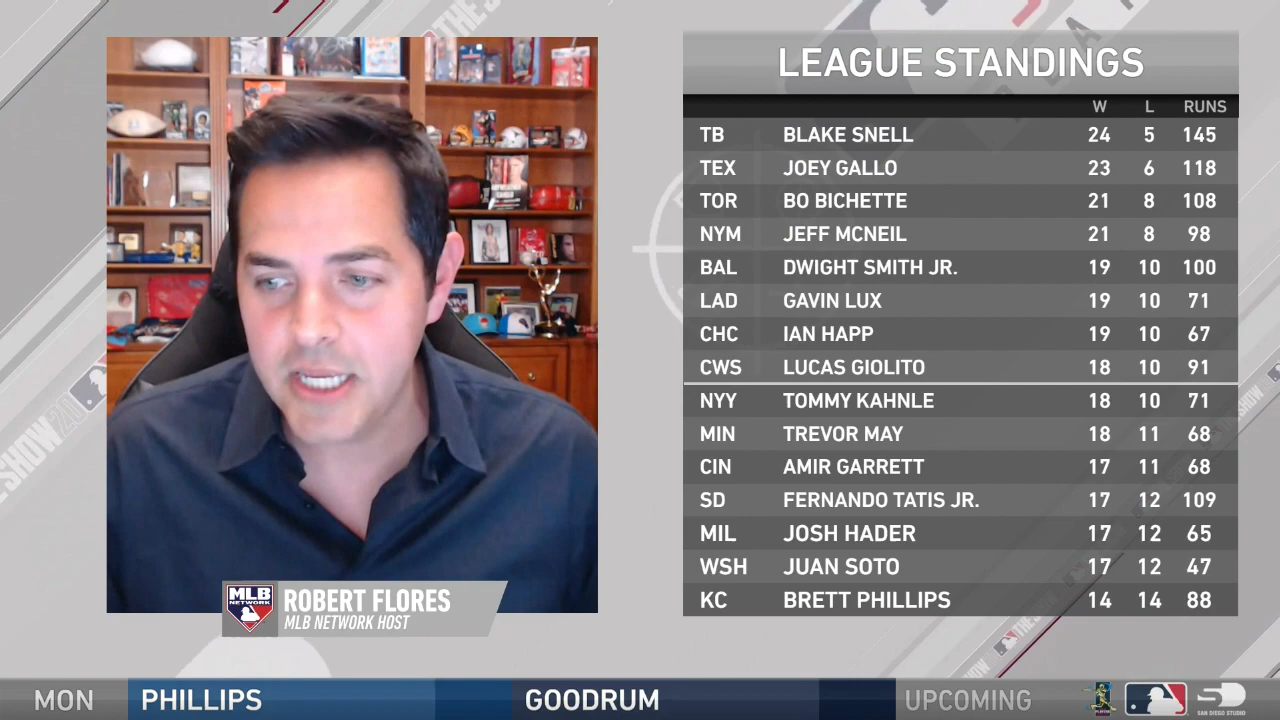 LEAGUE STANDINGS
W L RUNS
TB BLAKE SNELL 24 5 145
TEX JOEY GALLO 23 6 118
TOR BO BICHETTE 21 8 108
NYM JEFF MCNEIL 21 8 98
BAL DWIGHT SMITH JR. 19 10 100
LAD GAVIN LUX 19 10 71
CHC IAN HAPP 19 10 67
CWS LUCAS GIOLITO 18 10 91
NYY TOMMY KAHNLE 18 10 71
MIN TREVOR MAY 18 11 68
CIN AMIR GARRETT 17 11 68
SD FERNANDO TATIS JR. 17 12 109
MIL JOSH HADER 17 12 65
WSH JUAN SOTO 17 12 47
KC BRETT PHILLIPS 14 14 88
MLB
NETWORK
ROBERT FLORES
MLB NETWORK HOST
MON PHILLIPS GOODRUM UPCOMING
SAN DIEGO STUDIO